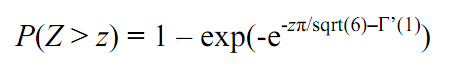 P(Z > z) = 1 – exp(-e^-zπ/sqrt(6)–Γ’(1))